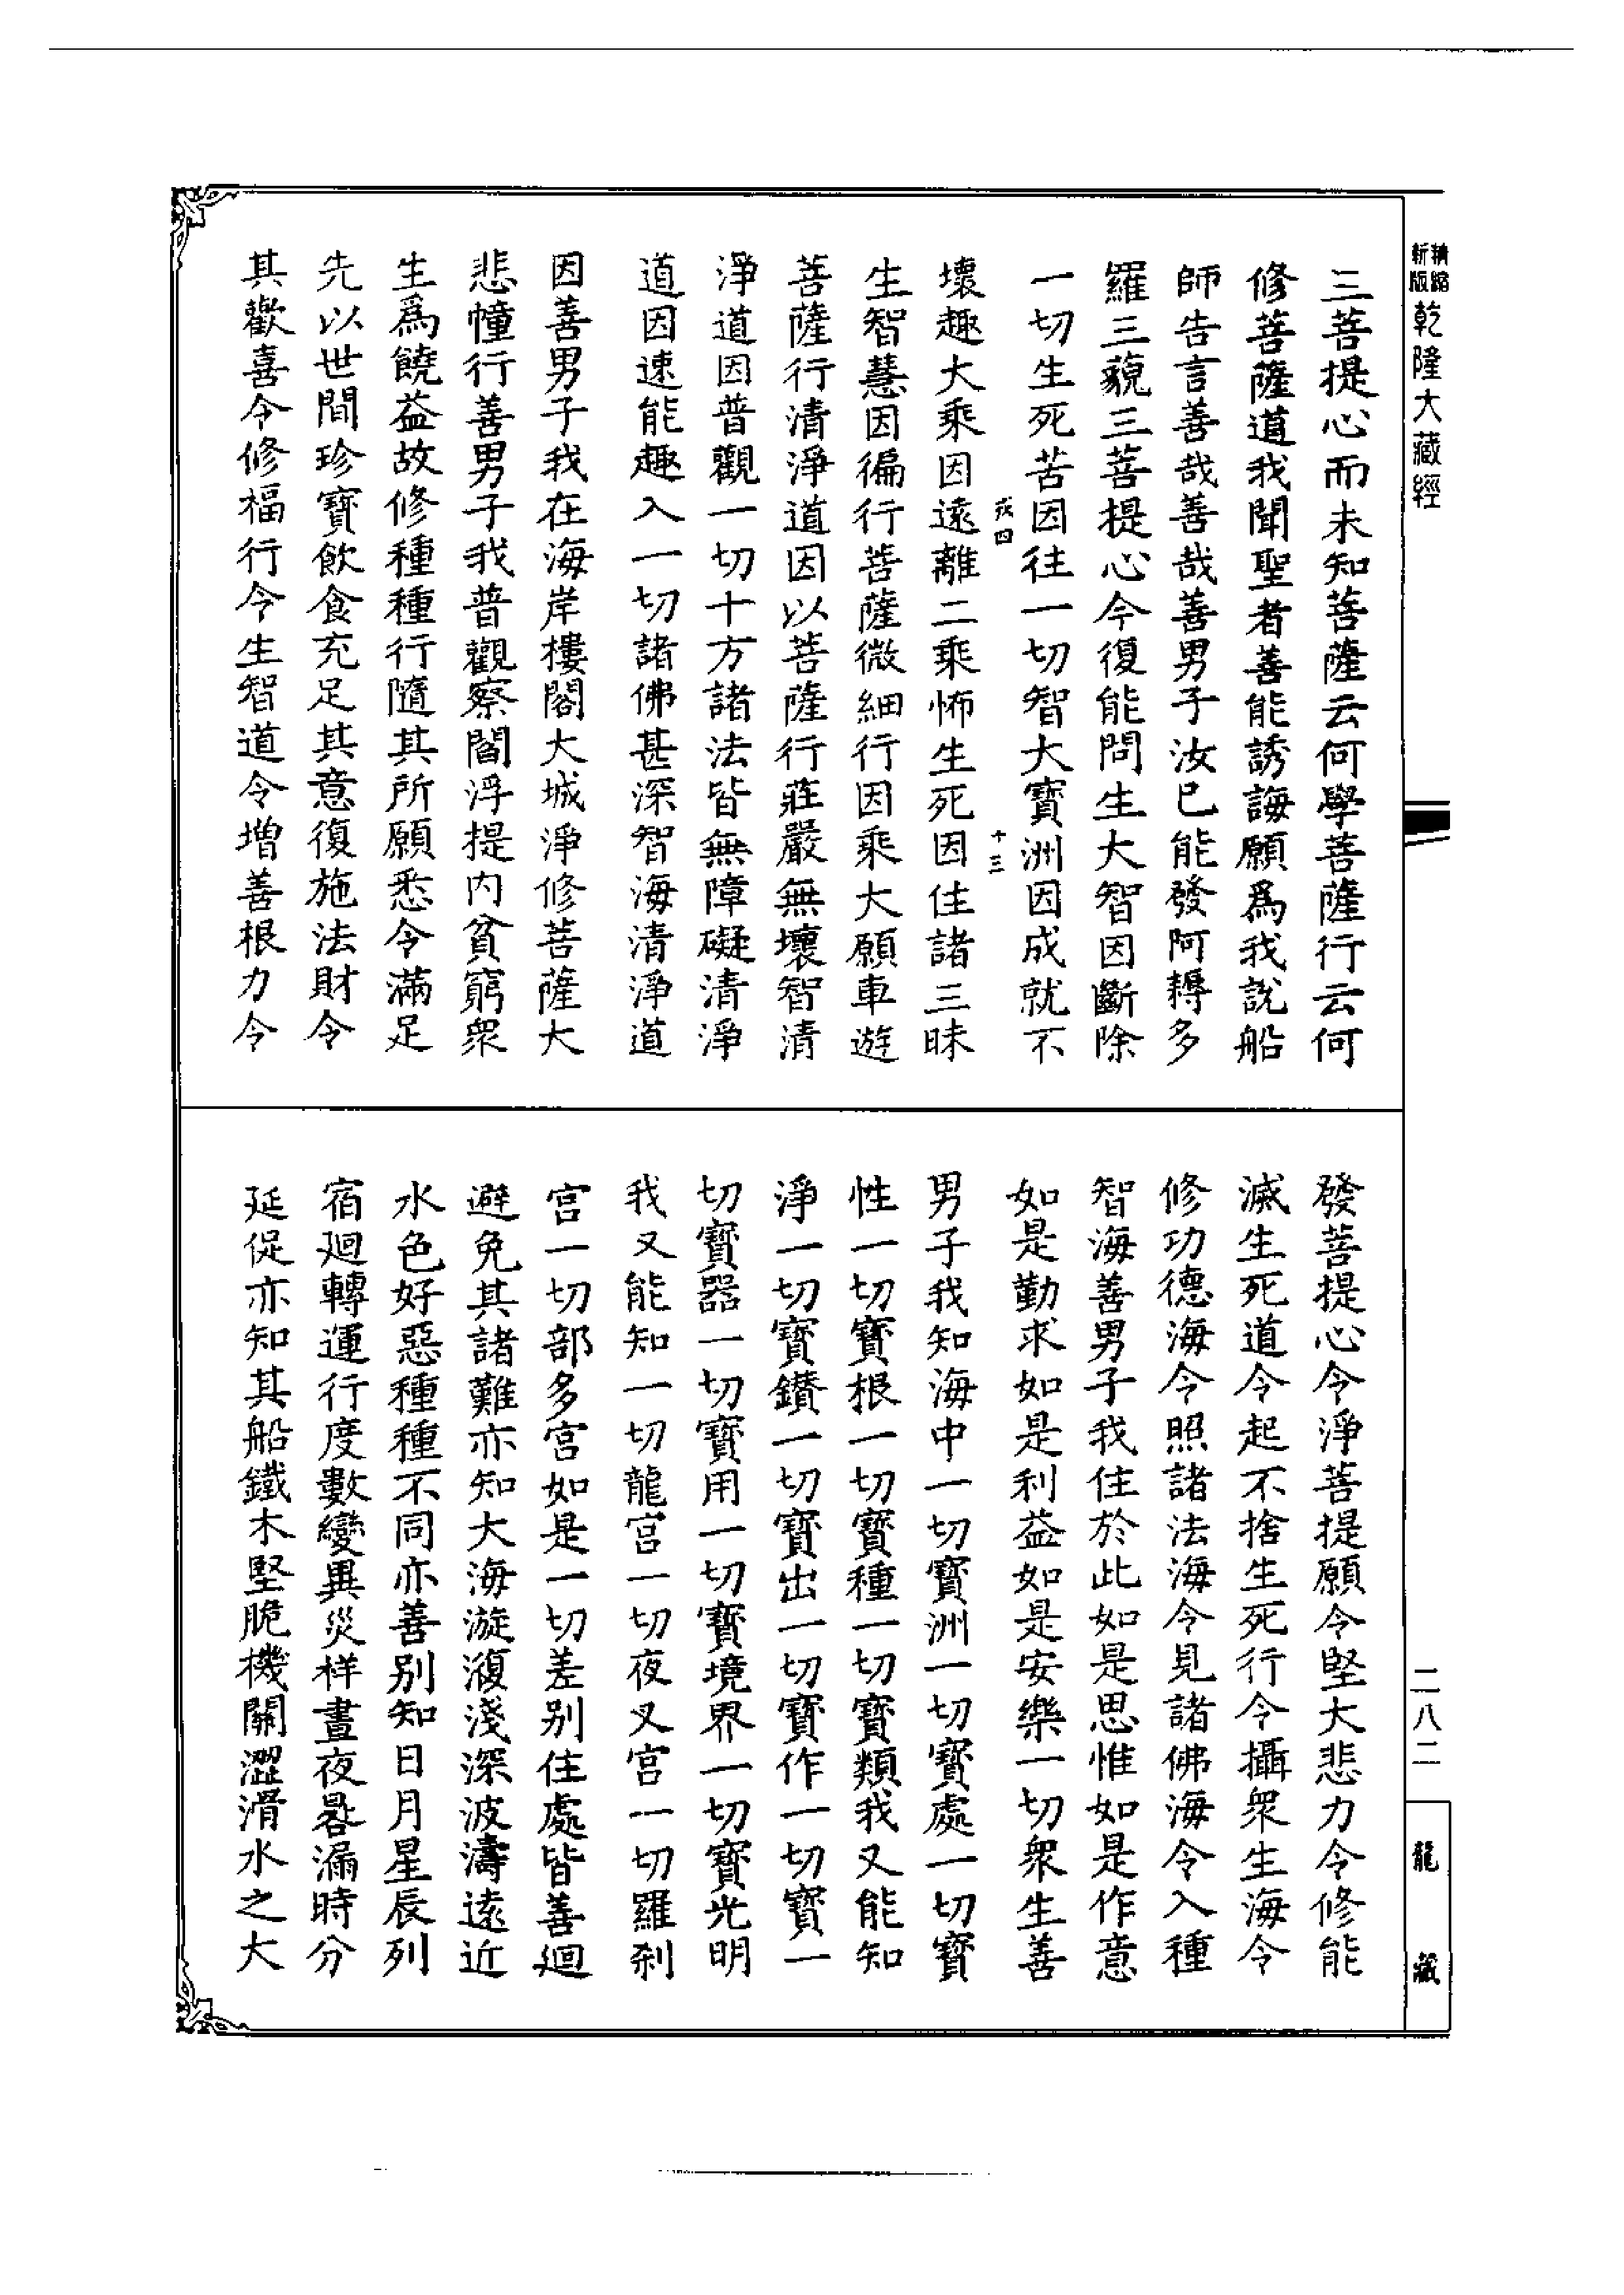 精縮新版乾隆大藏經
三菩提心而未知菩薩云何學菩薩行云何
修菩薩道我聞聖者善能誘誨願爲我說船
師告言善哉善哉善男子汝已能發阿耨多
羅三藐三菩提心今復能問生大智因斷除
一切生死苦因往一切智大寶洲因成就不
十三
壞趣大乘因遠離二乘怖生死因住諸三昧
生智慧因徧行菩薩微細行因乘大願車遊
菩薩行清淨道因以菩薩行莊嚴無壞智清
淨道因普觀一切十方諸法皆無障礙清淨
道因速能趣入一切諸佛甚深智海清淨道
因善男子我在海岸樓閣大城淨修菩薩大
悲幢行善男子我普觀察閻浮提內貧窮衆
生爲饒益故修種種行隨其所願悉令滿足
先以世間珍寶飲食充足其意復施法財令
其歡喜令修福行令生智道令增善根力令
發菩提心令淨菩提願令堅大悲力令修能
滅生死道令起不捨生死行令攝衆生海令
修功德海令照諸法海令見諸佛海令入種
智海善男子我住於此如是思惟如是作意
如是勤求如是利益如是安樂一切衆生善
男子我知海中一切寶洲一切寶處一切寶
性一切寶根一切寶種一切寶類我又能知
淨一切寶鑽一切寶出一切寶作一切寶一
切寶器一切寶用一切寶境界一切寶光明
我又能知一切龍宮一切夜叉宮一切羅刹
宮一切部多宮如是一切差别住處皆善迴
避免其諸難亦知大海漩澓淺深波濤遠近
水色好惡種種不同亦善别知日月星辰列
宿廻轉運行度數變異災祥晝夜晷漏時分
延促亦知其船鐵木堅脆機關澀滑水之大
二八二
龍藏